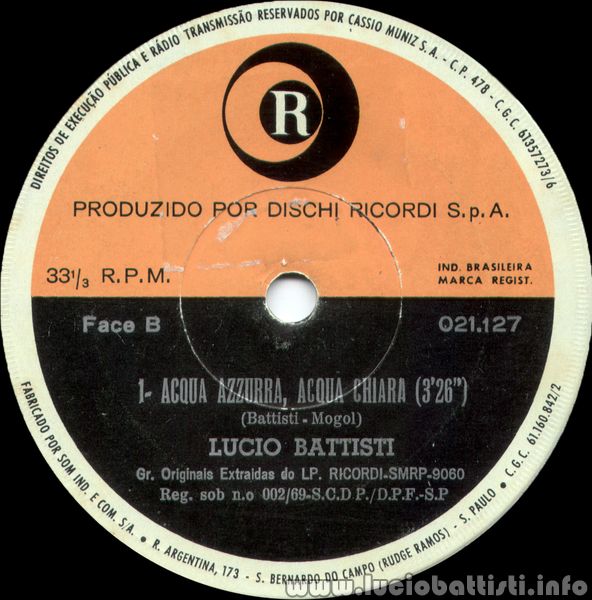 DIREITOS DE EXECUÇÃO PÚBLICA E RÁDIO TRANSMISSÃO RESERVADOS POR CASSIO MUNIZ S.A. - C.P. 478 - C.G.C. 61357273/6
R
PRODUZIDO POR DISCHI RICORDI S.p.A.
33 1/3 R.P.M.
IND. BRASILEIRA
MARCA REGIST.
Face B
021.127
1- ACQUA AZZURRA, ACQUA CHIARA (3'26")
(Battisti - Mogol)
LUCIO BATTISTI
Gr. Originais Extraidas do LP. RICORDI-SMRP-9060
Reg. sob n.o 002/69-S.C.D.P./D.P.F.-S.P
FABRICADO POR SOM IND. E COM. S/A. • R. ARGENTINA, 173 - S. BERNARDO DO CAMPO (RUDGE RAMOS) - S. PAULO • C.G.C. 61.160.842/2
www.luciobattisti.info